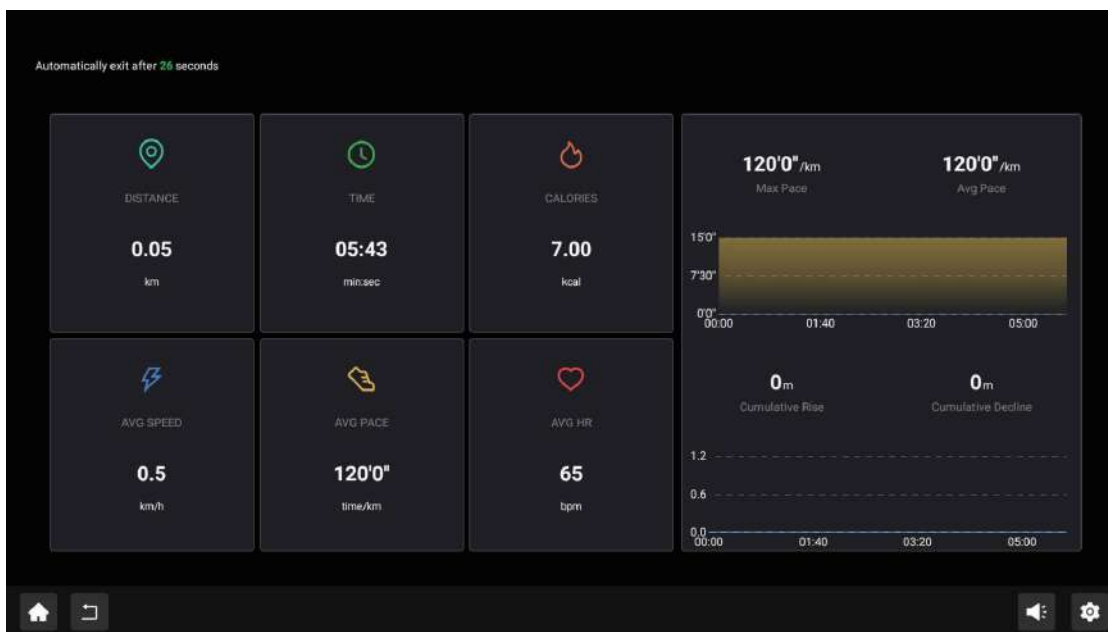 Automatically exit after 26 seconds
DISTANCE
0.05
km
TIME
05:43
min:sec
CALORIES
7.00
kcal
AVG SPEED
0.5
km/h
AVG PACE
120'0"
time/km
AVG HR
65
bpm
120'0"/km
Max Pace
120'0"/km
Avg Pace
15'0"
7'30"
0'0"
00:00 01:40 03:20 05:00
0m
Cumulative Rise
0m
Cumulative Decline
1.2
0.6
0.0
00:00 01:40 03:20 05:00